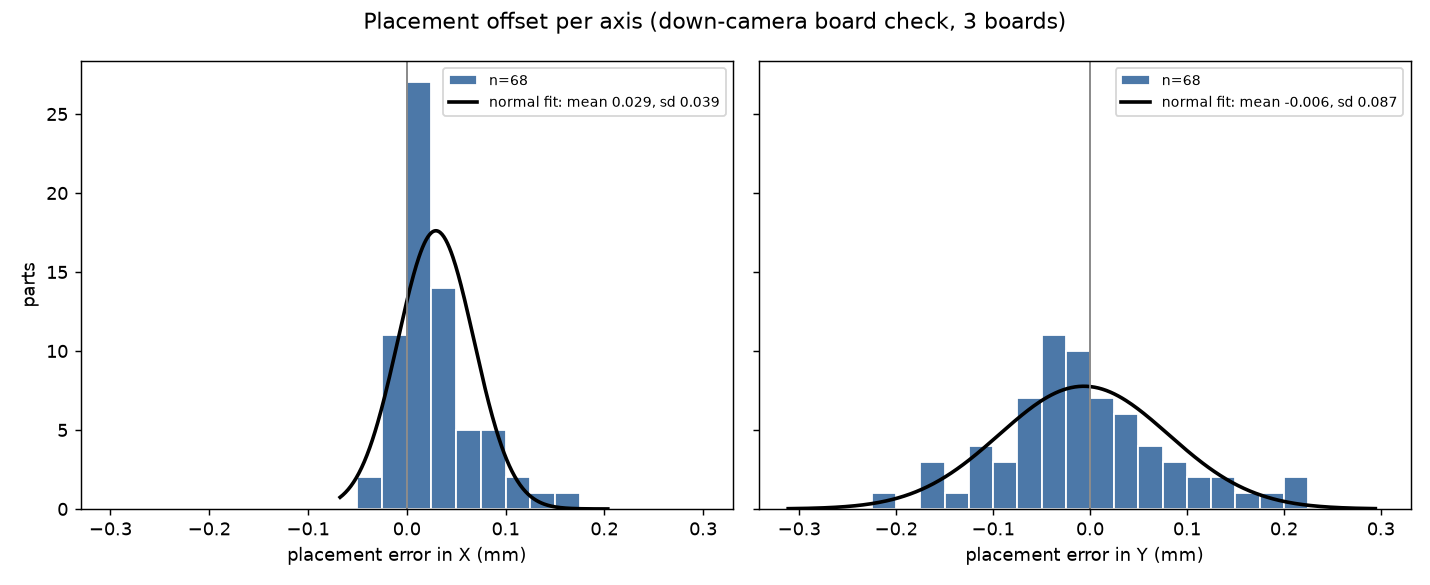 Placement offset per axis (down-camera board check, 3 boards)
n=68
normal fit: mean 0.029, sd 0.039
n=68
normal fit: mean -0.006, sd 0.087
parts
25
20
15
10
5
0
−0.3 −0.2 −0.1 0.0 0.1 0.2 0.3
−0.3 −0.2 −0.1 0.0 0.1 0.2 0.3
placement error in X (mm)
placement error in Y (mm)